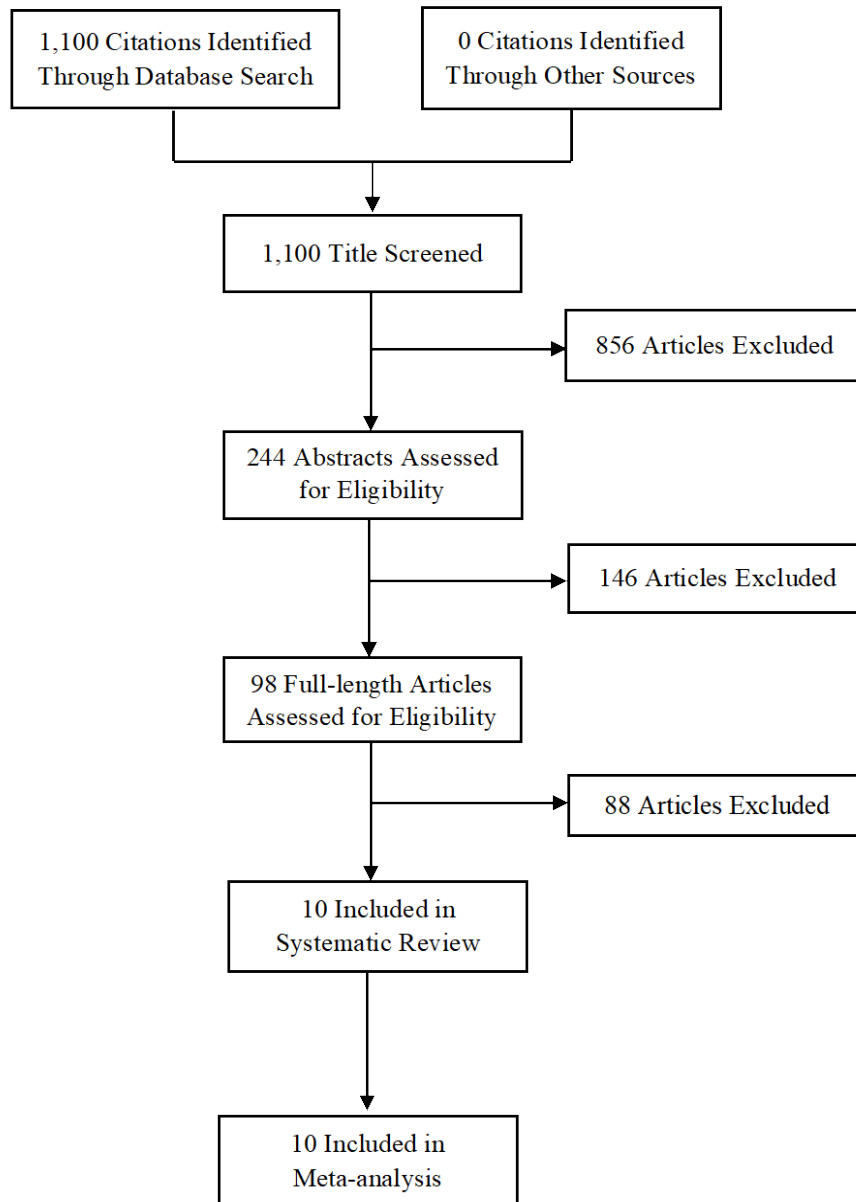 1,100 Citations Identified
Through Database Search
0 Citations Identified
Through Other Sources
1,100 Title Screened
856 Articles Excluded
244 Abstracts Assessed
for Eligibility
146 Articles Excluded
98 Full-length Articles
Assessed for Eligibility
88 Articles Excluded
10 Included in
Systematic Review
10 Included in
Meta-analysis